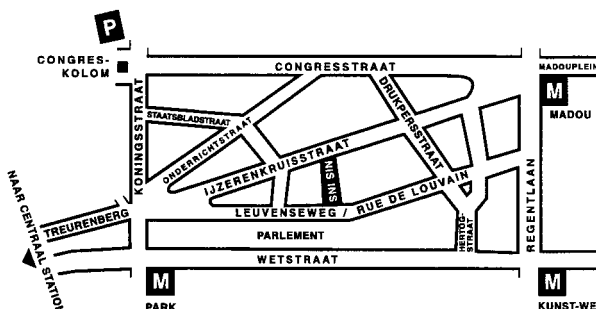 P
CONGRES-
KOLOM
CONGRESSTRAAT
MADOUPLEIN
M
MADOU
KONINGSSTRAAT
STAATSBLADSTRAAT
ONDERRICHTSTRAAT
DRUKPERSSTRAAT
IJZERENKRUISSTRAAT
NIS INS
LEUVENSEWEG / RUE DE LOUVAIN
TREURENBERG
PARLEMENT
HERTOG-
STRAAT
REGENTLAAN
WETSTRAAT
NAAR CENTRAAL STATION
M
PARK
M
KUNST-WE